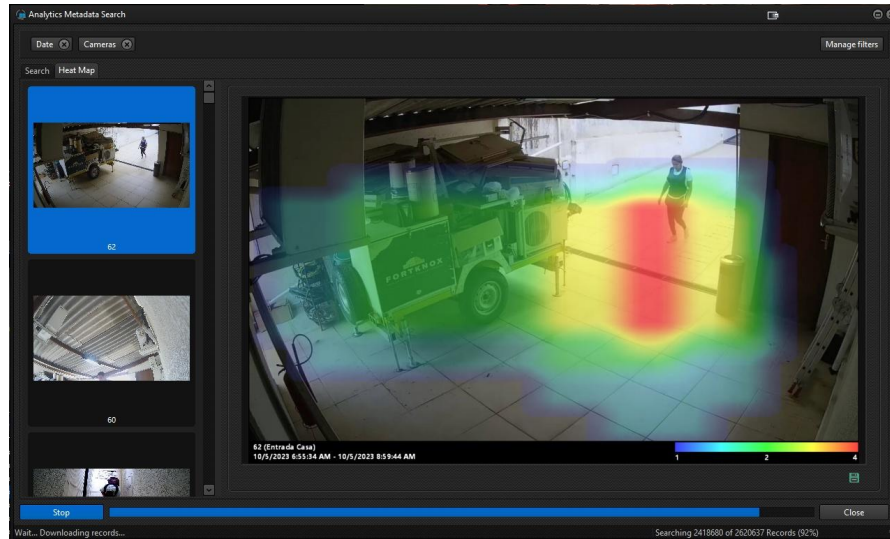 Analytics Metadata Search
Date
Cameras
Manage filters
Search
Heat Map
62
60
FORTKNOX
62 (Entrada Casa)
10/5/2023 6:55:34 AM - 10/5/2023 8:59:44 AM
1 2 4
Stop
Close
Wait... Downloading records...
Searching 2418680 of 2620637 Records (92%)